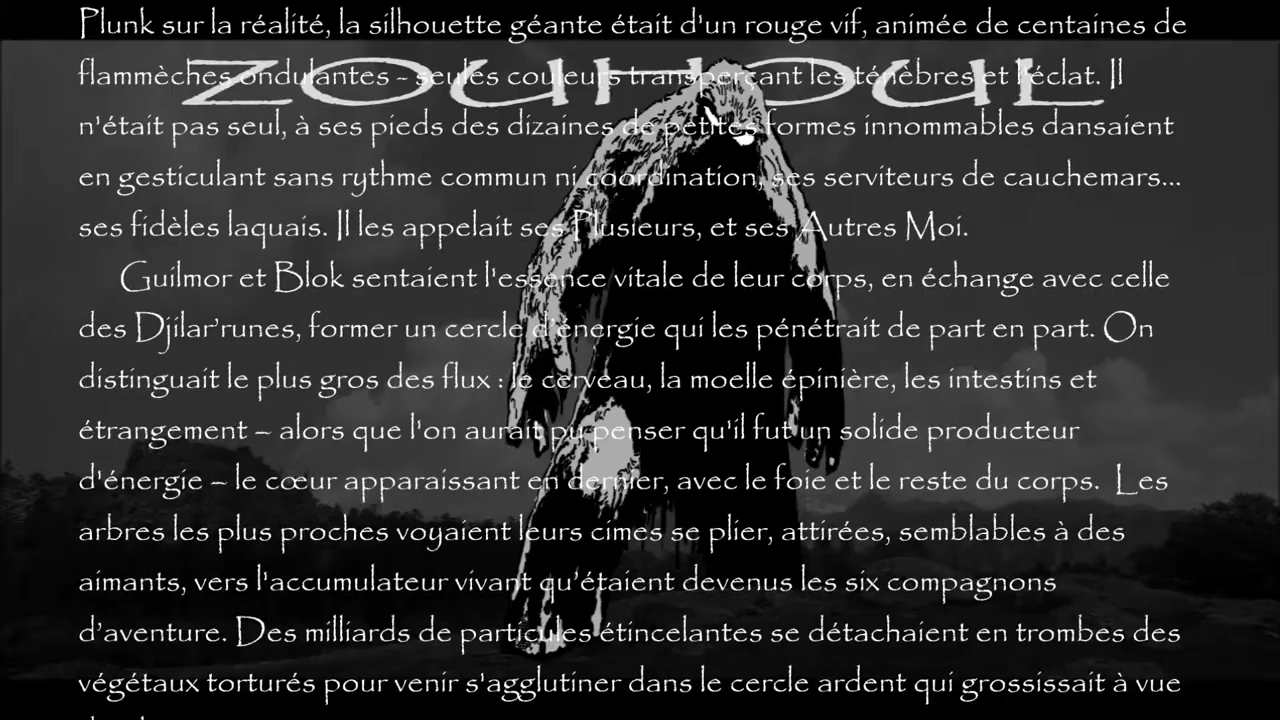 Plunk sur la réalité, la silhouette géante était d'un rouge vif, animée de centaines de
ZOUHOUL
flammèches ondulantes - seules couleurs transperçant les ténèbres et l'éclat. Il
n'était pas seul, à ses pieds des dizaines de petites formes innommables dansaient
en gesticulant sans rythme commun ni coordination, ses serviteurs de cauchemars...
ses fidèles laquais. Il les appelait ses Plusieurs, et ses Autres Moi.
Guilmor et Blok sentaient l'essence vitale de leur corps, en échange avec celle
des Djilar’runes, former un cercle d'énergie qui les pénétrait de part en part. On
distinguait le plus gros des flux : le cerveau, la moelle épinière, les intestins et
étrangement – alors que l'on aurait pu penser qu'il fut un solide producteur
d'énergie – le cœur apparaissant en dernier, avec le foie et le reste du corps. Les
arbres les plus proches voyaient leurs cimes se plier, attirées, semblables à des
aimants, vers l'accumulateur vivant qu’étaient devenus les six compagnons
d’aventure. Des milliards de particules étincelantes se détachaient en trombes des
végétaux torturés pour venir s'agglutiner dans le cercle ardent qui grossissait à vue